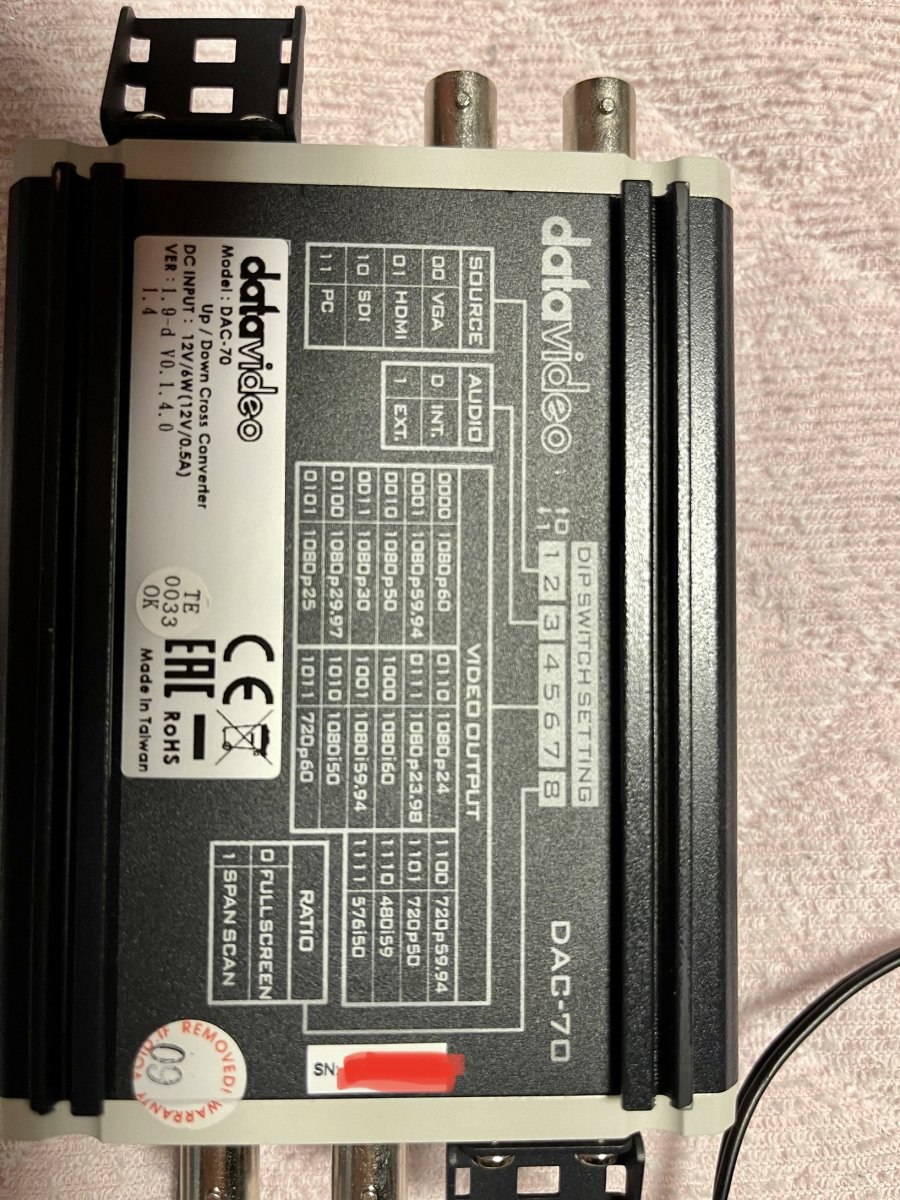 datavideo
DAC-70
DIP SWITCH SETTING
1 2 3 4 5 6 7 8
SOURCE
00 VGA
01 HDMI
10 SDI
11 PC
AUDIO
0 INT.
1 EXT.
VIDEO OUTPUT
0000 1080p60 0110 1080p24 1100 720p59.94
0001 1080p59.94 0111 1080p23.98 1101 720p50
0010 1080p50 1000 1080i60 1110 480i59
0011 1080p30 1001 1080i59.94 1111 576i50
0100 1080p29.97 1010 1080i50
0101 1080p25 1011 720p60
RATIO
0 FULL SCREEN
1 SPAN SCAN
SN:
datavideo
Model : DAC-70
Up / Down Cross Converter
DC INPUT : 12V/6W(12V/0.5A)
VER : 1.9-d V0.1.4.0
1.4
CE
EAC
RoHS
Made in Taiwan
TE
0033
OK
VOID IF REMOVED/ WARRANTY
09